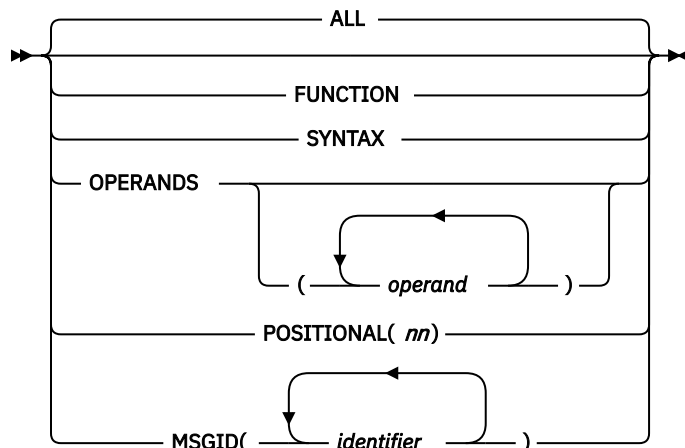 ALL
FUNCTION
SYNTAX
OPERANDS
( operand )
POSITIONAL( nn)
MSGID( identifier )